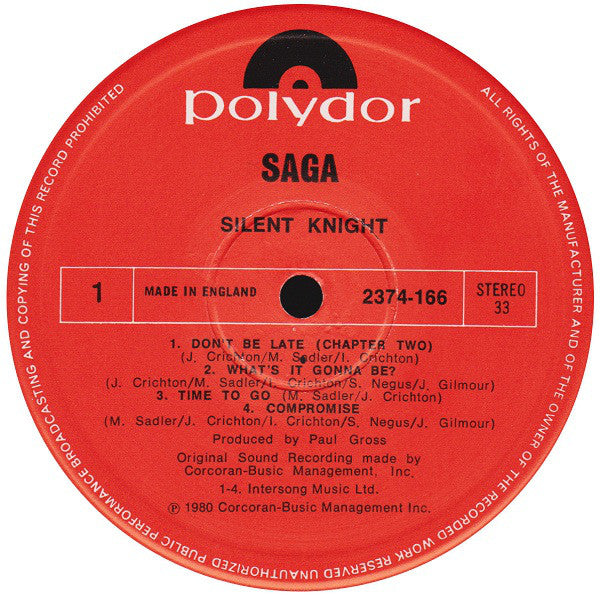 polydor
SAGA
SILENT KNIGHT
1
MADE IN ENGLAND
2374-166
STEREO
33
1. DON'T BE LATE (CHAPTER TWO)
(J. Crichton/M. Sadler/I. Crichton)
2. WHAT'S IT GONNA BE?
(J. Crichton/M. Sadler/I. Crichton/S. Negus/J. Gilmour)
3. TIME TO GO (M. Sadler/J. Crichton)
4. COMPROMISE
(M. Sadler/J. Crichton/I. Crichton/S. Negus/J. Gilmour)
Produced by Paul Gross
Original Sound Recording made by
Corcoran-Busic Management, Inc.
1-4. Intersong Music Ltd.
℗ 1980 Corcoran-Busic Management Inc.
ALL RIGHTS OF THE MANUFACTURER AND OF THE OWNER OF THE RECORDED WORK RESERVED UNAUTHORIZED PUBLIC PERFORMANCE BROADCASTING AND COPYING OF THIS RECORD PROHIBITED